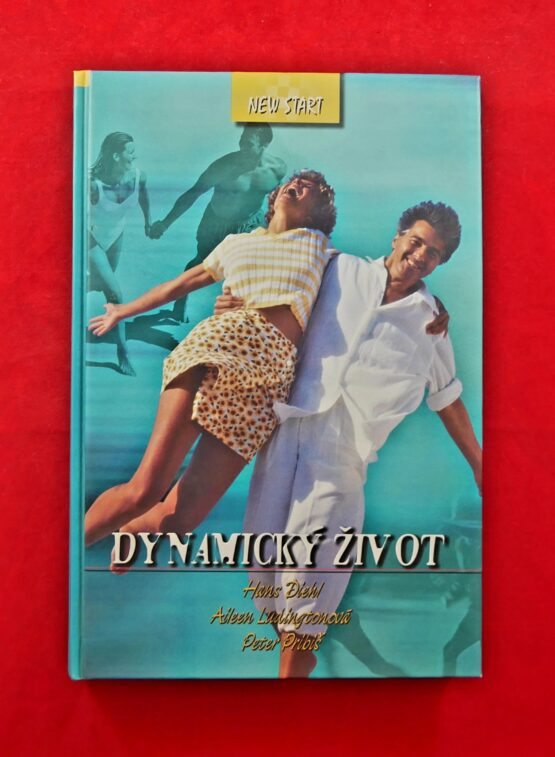 NEW START
DYNAMICKÝ ŽIVOT
Hans Diehl
Aileen Ludingtonová
Peter Pribiš